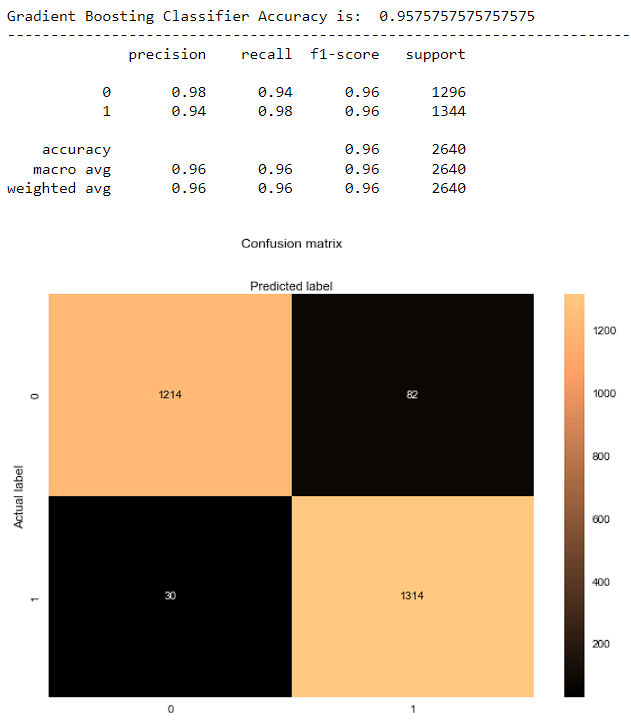 Gradient Boosting Classifier Accuracy is:  0.9575757575757575
--------------------------------------------------------------------------------
precision    recall  f1-score   support
0       0.98      0.94      0.96      1296
1       0.94      0.98      0.96      1344
accuracy                           0.96      2640
macro avg       0.96      0.96      0.96      2640
weighted avg       0.96      0.96      0.96      2640
Confusion matrix
Predicted label
1200
1000
800
600
400
200
Actual label
0
1214
82
1
30
1314
0
1